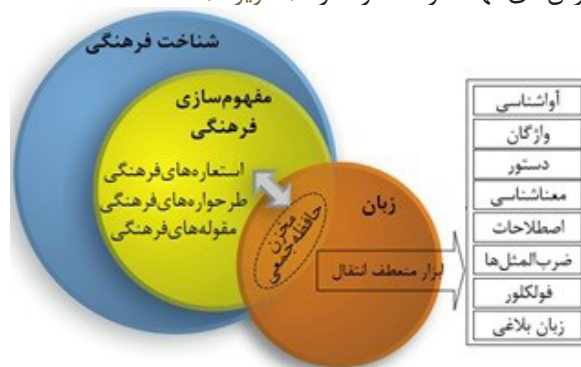 شناخت فرهنگی
مفهوم‌سازی
فرهنگی
استعاره‌های فرهنگی
طرحواره‌های فرهنگی
مقوله‌های فرهنگی
زبان
مخزن
حافظه جمعی
ابزار منعطف انتقال
آواشناسی
واژگان
دستور
معناشناسی
اصطلاحات
ضرب‌المثل‌ها
فولکلور
زبان بلاغی